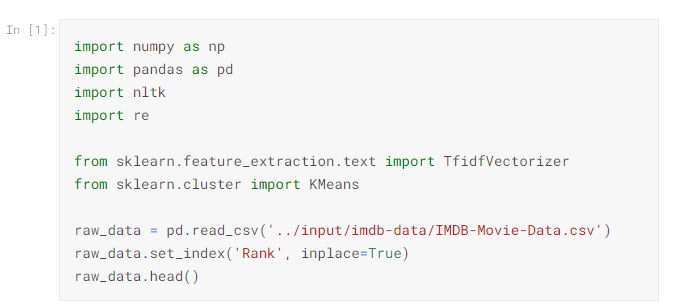 In [1]:
import numpy as np
import pandas as pd
import nltk
import re
from sklearn.feature_extraction.text import TfidfVectorizer
from sklearn.cluster import KMeans
raw_data = pd.read_csv('../input/imdb-data/IMDB-Movie-Data.csv')
raw_data.set_index('Rank', inplace=True)
raw_data.head()